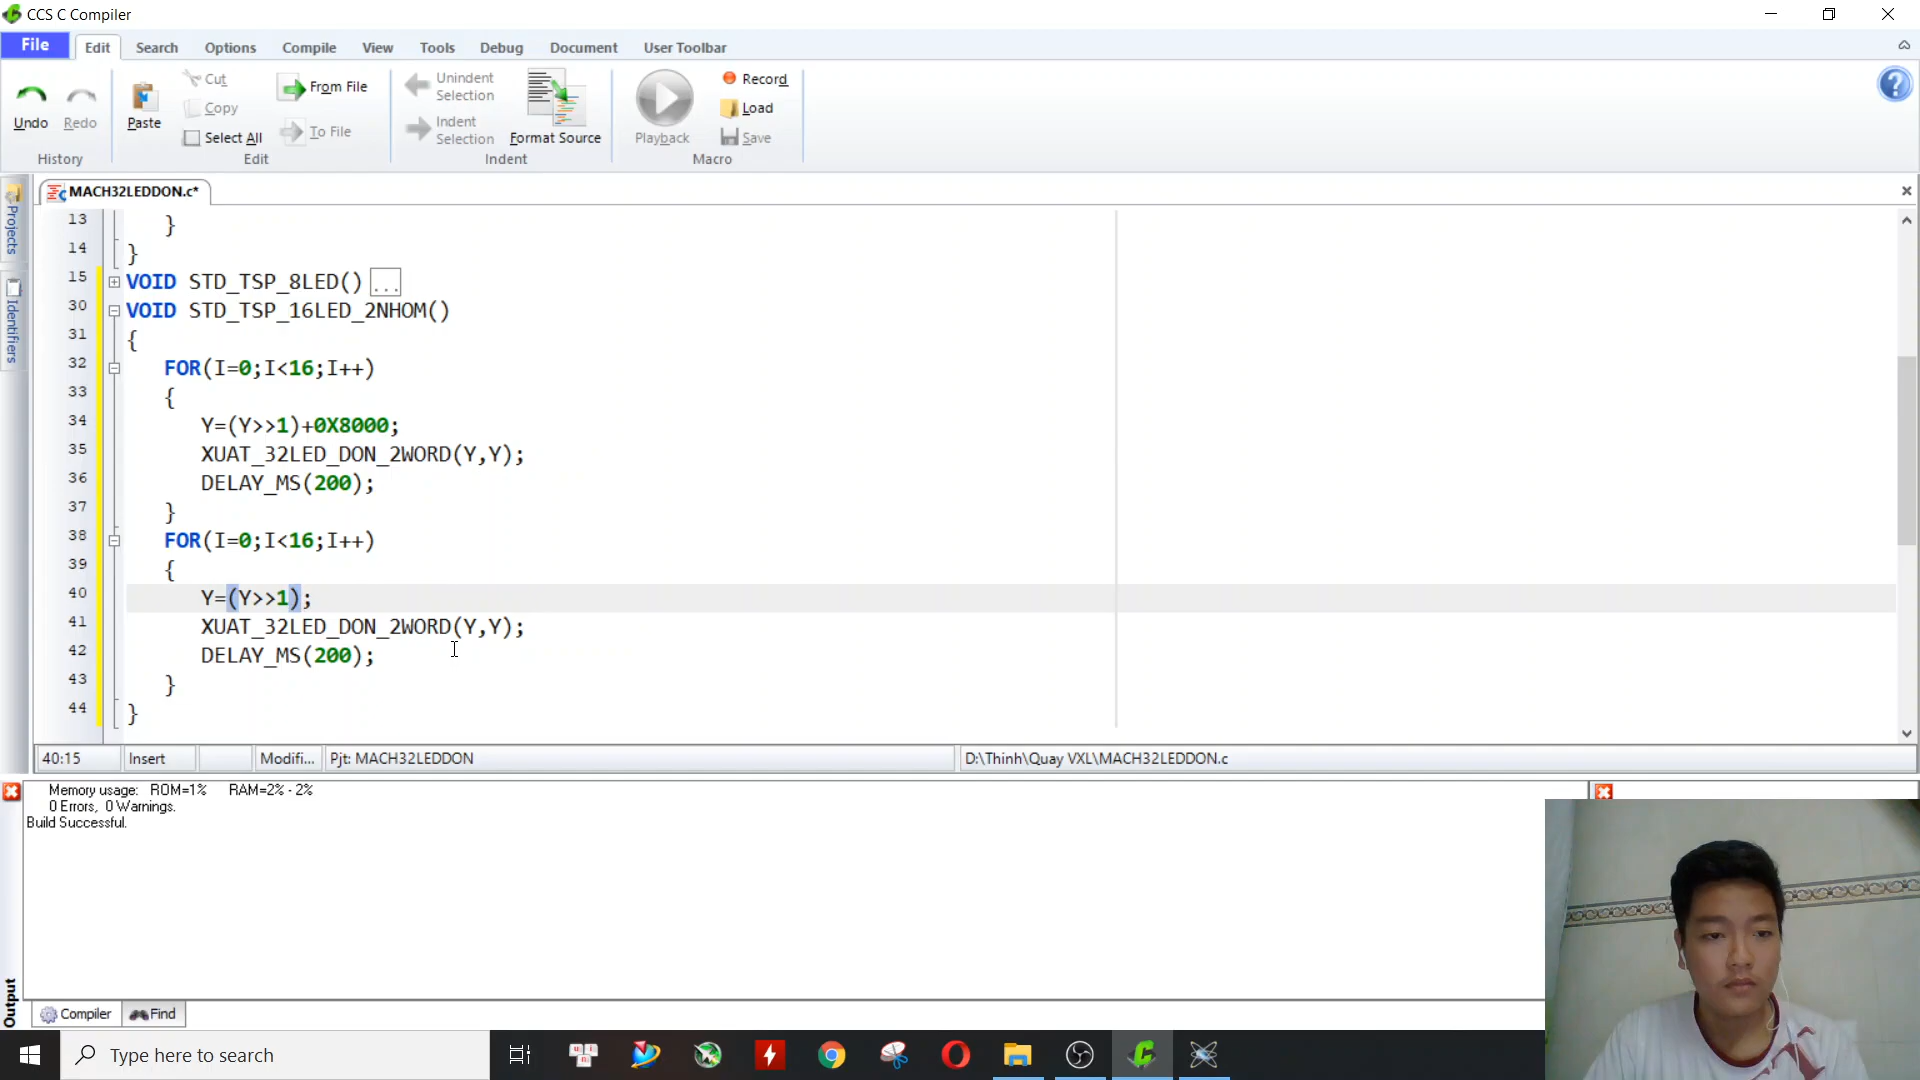 CCS C Compiler
File Edit Search Options Compile View Tools Debug Document User Toolbar
Undo Redo
History
Paste
Cut
Copy
Select All
From File
To File
Edit
Unindent
Selection
Indent
Selection
Format Source
Indent
Playback
Record
Load
Save
Macro
Projects
Identifiers
MACH32LEDDON.c*
13 }
14 }
15 VOID STD_TSP_8LED() ...
30 VOID STD_TSP_16LED_2NHOM()
31 {
32 FOR(I=0;I<16;I++)
33 {
34 Y=(Y>>1)+0X8000;
35 XUAT_32LED_DON_2WORD(Y,Y);
36 DELAY_MS(200);
37 }
38 FOR(I=0;I<16;I++)
39 {
40 Y=(Y>>1);
41 XUAT_32LED_DON_2WORD(Y,Y);
42 DELAY_MS(200);
43 }
44 }
40:15 Insert Modifi... Pjt: MACH32LEDDON D:\Thinh\Quay VXL\MACH32LEDDON.c
Memory usage: ROM=1% RAM=2% - 2%
0 Errors, 0 Warnings.
Build Successful.
Output
Compiler Find
Type here to search